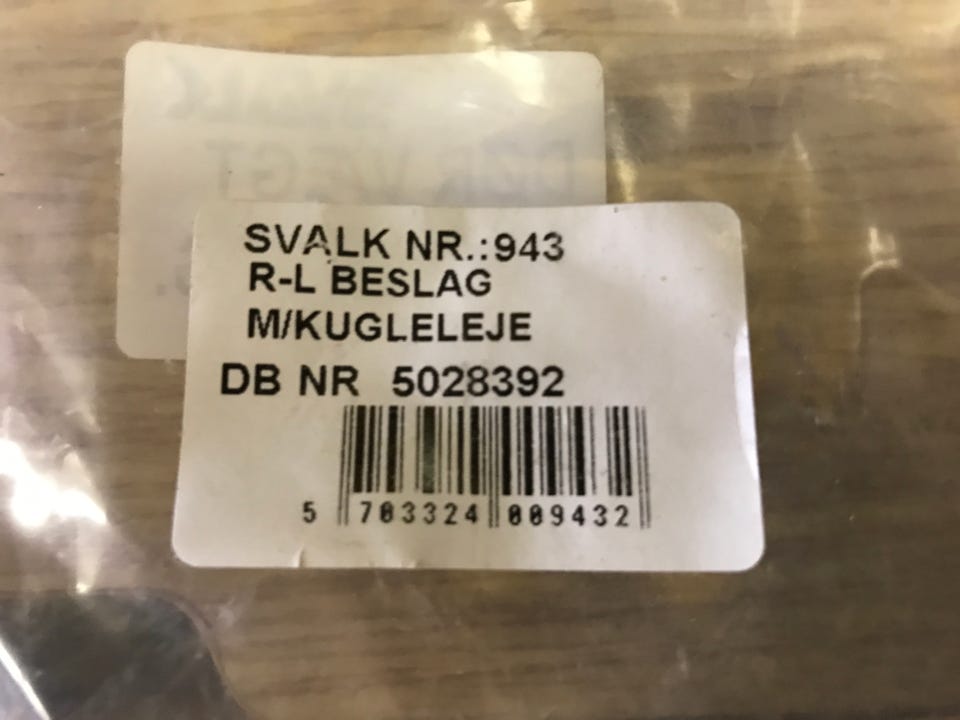 SVALK NR.:943
R-L BESLAG
M/KUGLELEJE
DB NR 5028392
5 703324 009432